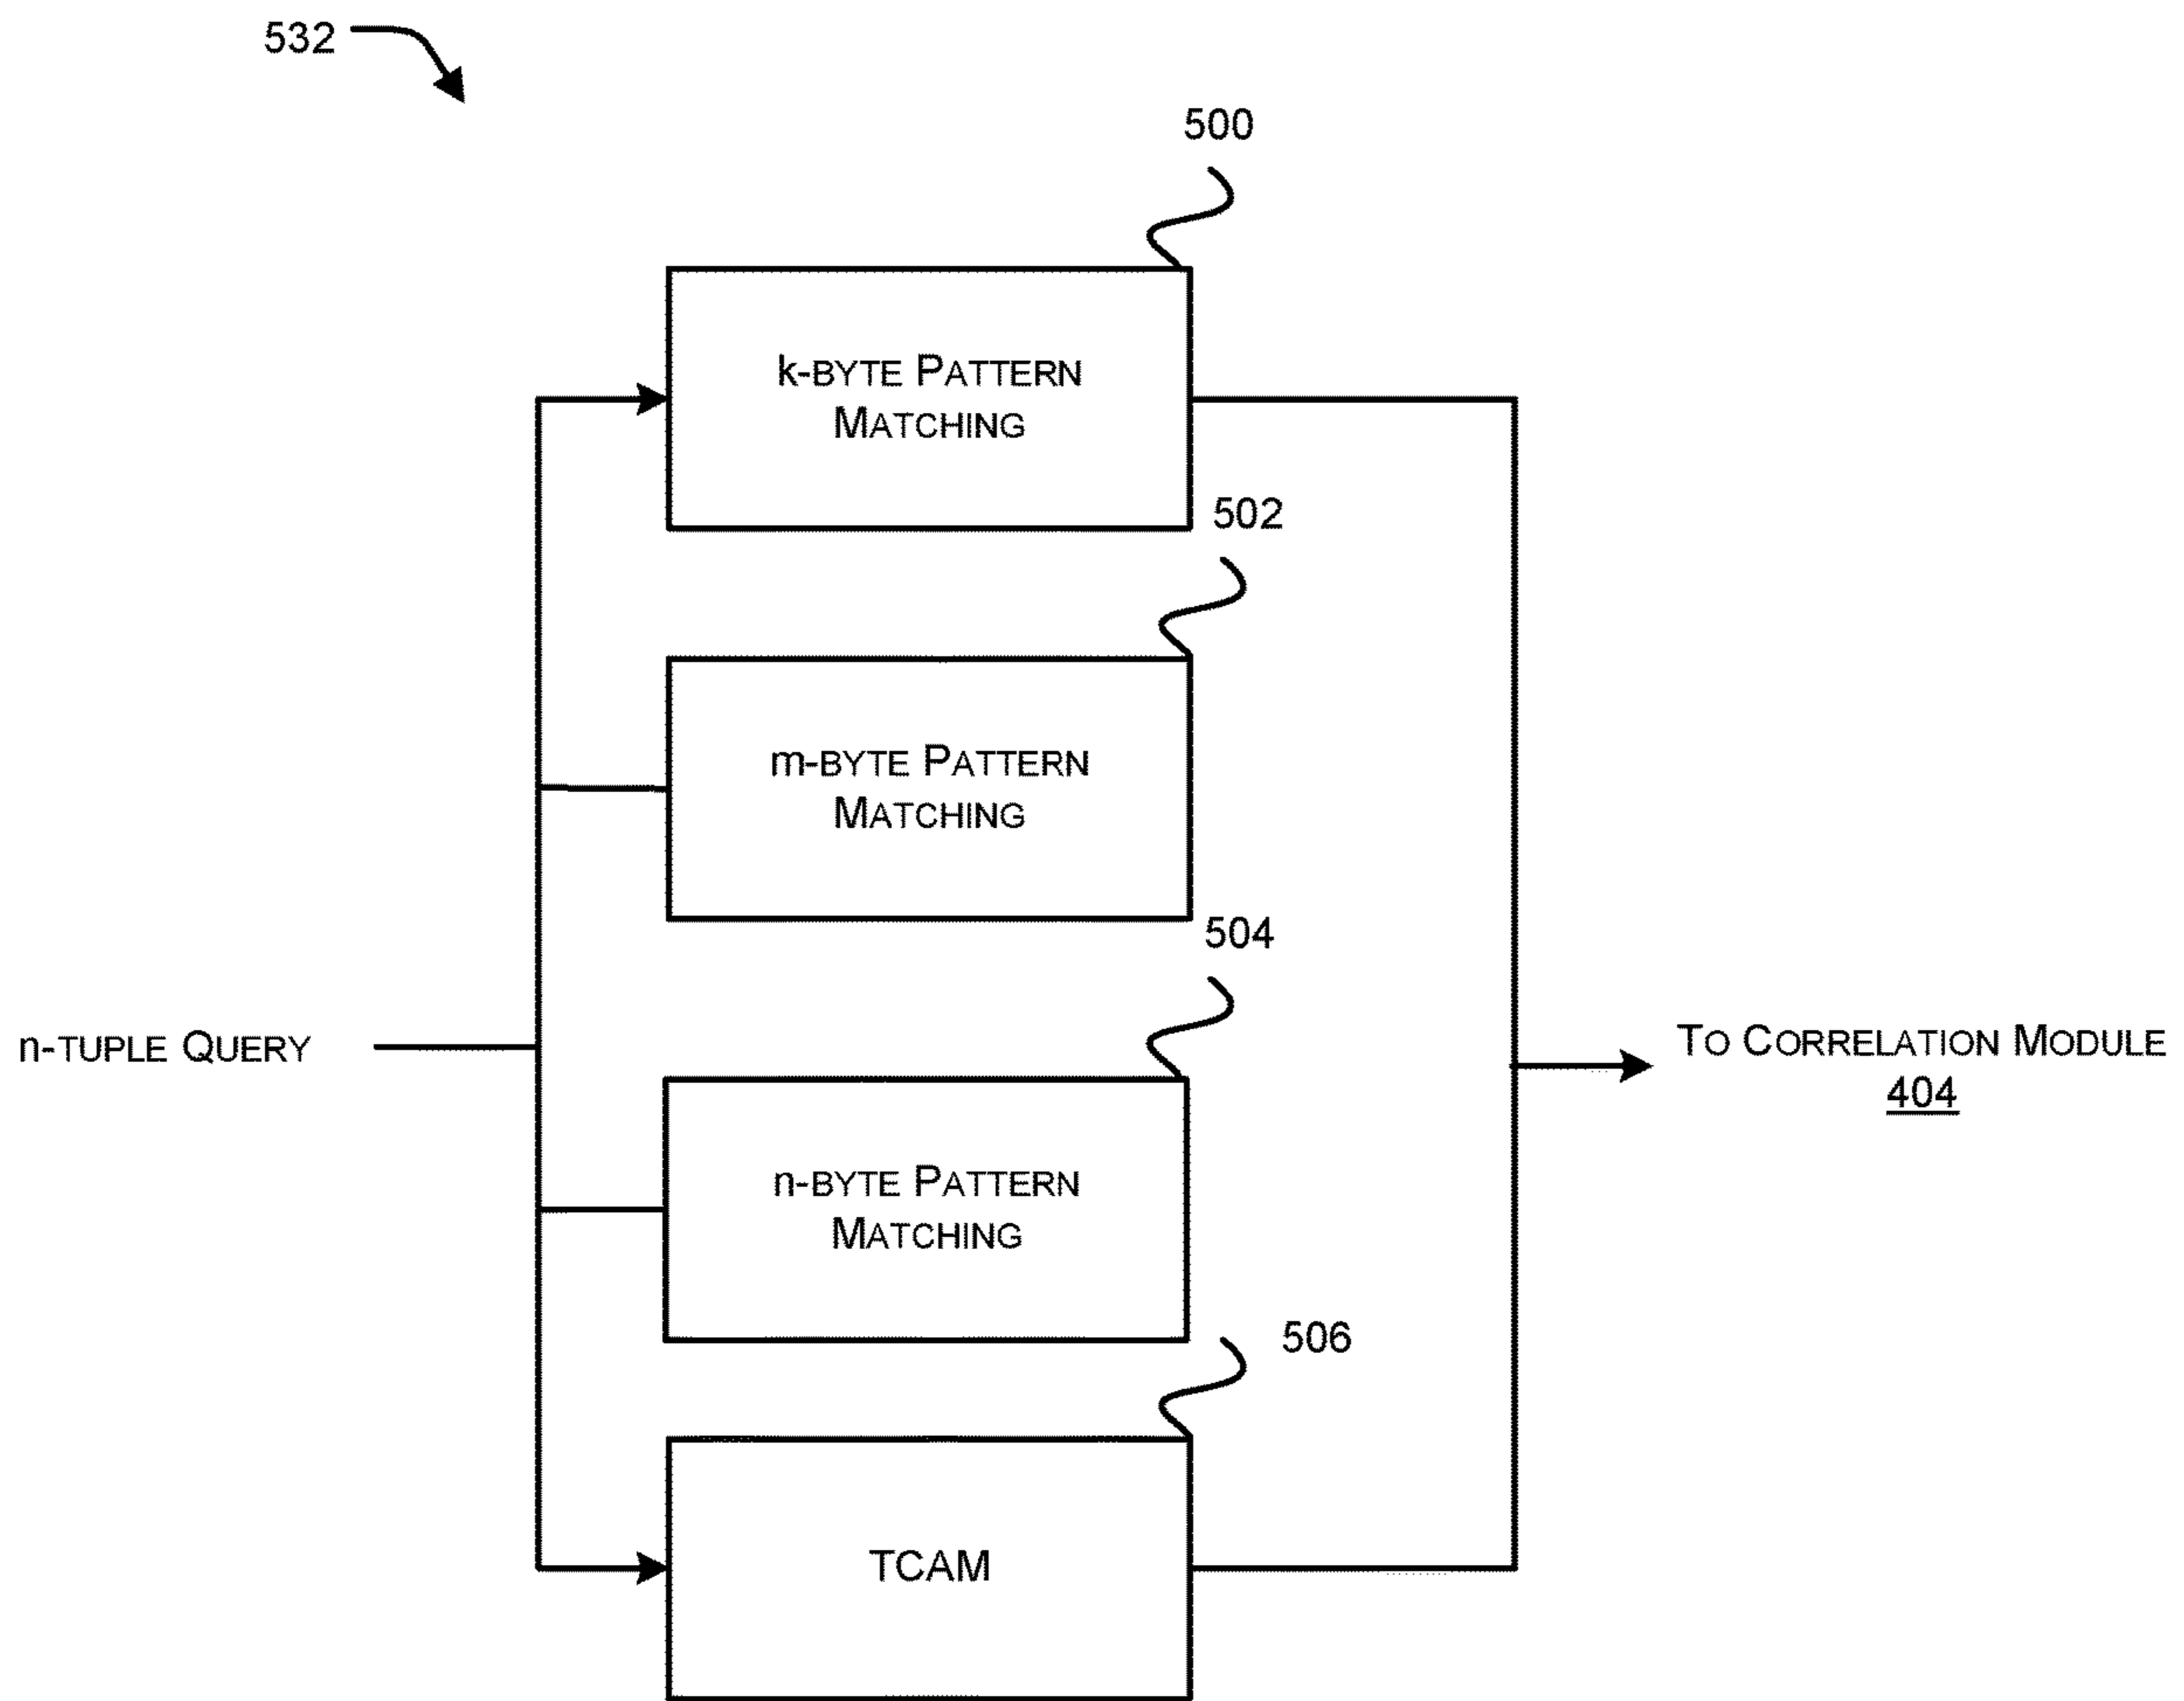 532
500
k-BYTE PATTERN
MATCHING
502
m-BYTE PATTERN
MATCHING
504
n-TUPLE QUERY
TO CORRELATION MODULE
404
n-BYTE PATTERN
MATCHING
506
TCAM